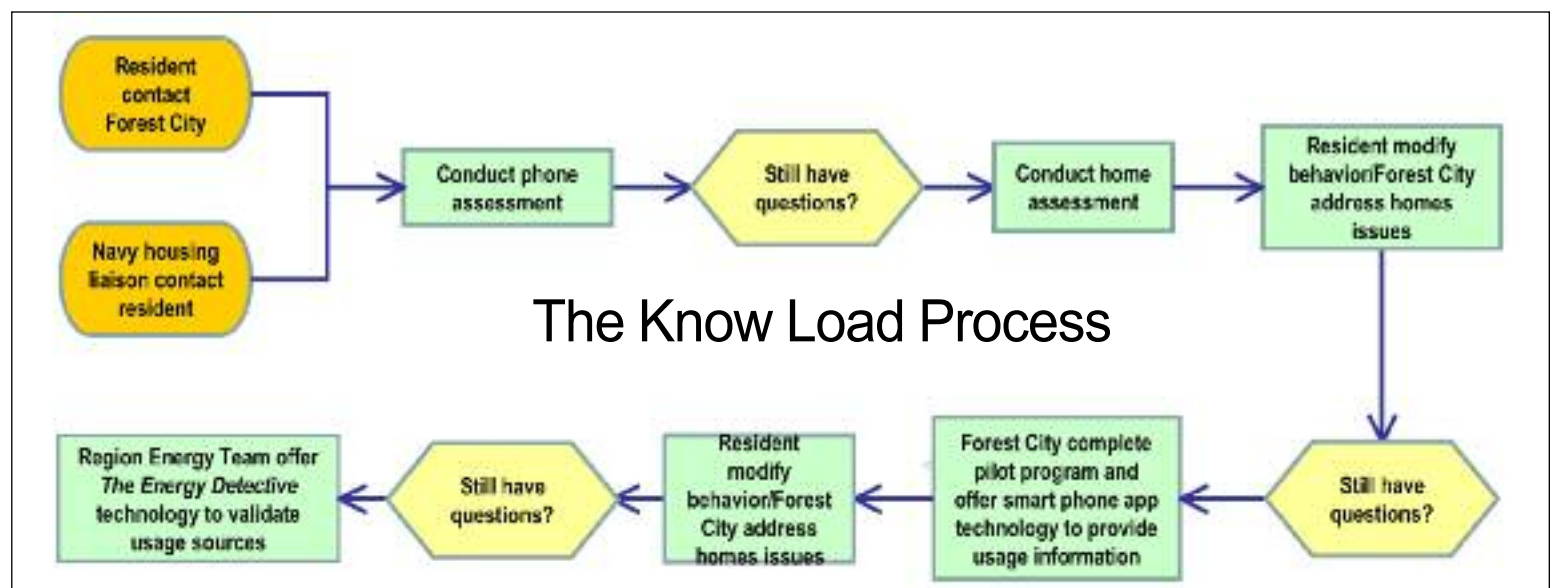 Resident
contact
Forest City
Navy housing
liaison contact
resident
Conduct phone
assessment
Still have
questions?
Conduct home
assessment
Resident modify
behavior/Forest City
address homes
issues
The Know Load Process
Still have
questions?
Forest City complete
pilot program and
offer smart phone app
technology to provide
usage information
Resident
modify
behavior/Forest
City address
homes issues
Still have
questions?
Region Energy Team offer
The Energy Detective
technology to validate
usage sources